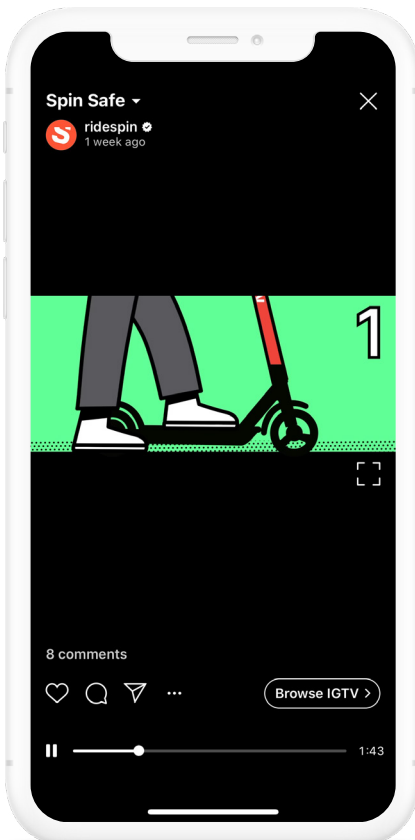 Spin Safe
ridespin
1 week ago
1
8 comments
Browse IGTV >
1:43